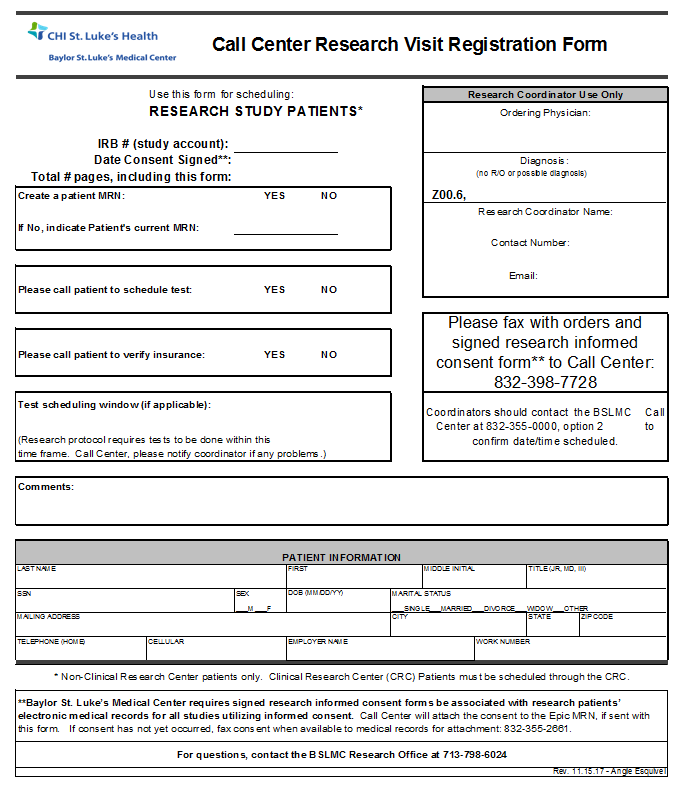 CHI St. Luke's Health
Baylor St. Luke's Medical Center
Call Center Research Visit Registration Form
Use this form for scheduling:
RESEARCH STUDY PATIENTS*
IRB # (study account):
Date Consent Signed**:
Total # pages, including this form:
Research Coordinator Use Only
Ordering Physician:
Diagnosis:
(no R/O or possible diagnosis)
Z00.6,
Research Coordinator Name:
Contact Number:
Email:
Create a patient MRN: YES NO
If No, indicate Patient's current MRN:
Please call patient to schedule test: YES NO
Please call patient to verify insurance: YES NO
Test scheduling window (if applicable):
(Research protocol requires tests to be done within this
time frame. Call Center, please notify coordinator if any problems.)
Please fax with orders and
signed research informed
consent form** to Call Center:
832-398-7728
Coordinators should contact the BSLMC Call
Center at 832-355-0000, option 2 to
confirm date/time scheduled.
Comments:
PATIENT INFORMATION
LAST NAME FIRST MIDDLE INITIAL TITLE (JR, MD, III)
SSN SEX DOB (MM/DD/YY) MARITAL STATUS
___M ___F ___SINGLE___MARRIED___DIVORCE___WIDOW___OTHER
MAILING ADDRESS CITY STATE ZIP CODE
TELEPHONE (HOME) CELLULAR EMPLOYER NAME WORK NUMBER
* Non-Clinical Research Center patients only. Clinical Research Center (CRC) Patients must be scheduled through the CRC.
**Baylor St. Luke's Medical Center requires signed research informed consent forms be associated with research patients'
electronic medical records for all studies utilizing informed consent. Call Center will attach the consent to the Epic MRN, if sent with
this form. If consent has not yet occurred, fax consent when available to medical records for attachment: 832-355-2661.
For questions, contact the BSLMC Research Office at 713-798-6024
Rev. 11.15.17 - Angie Esquivel